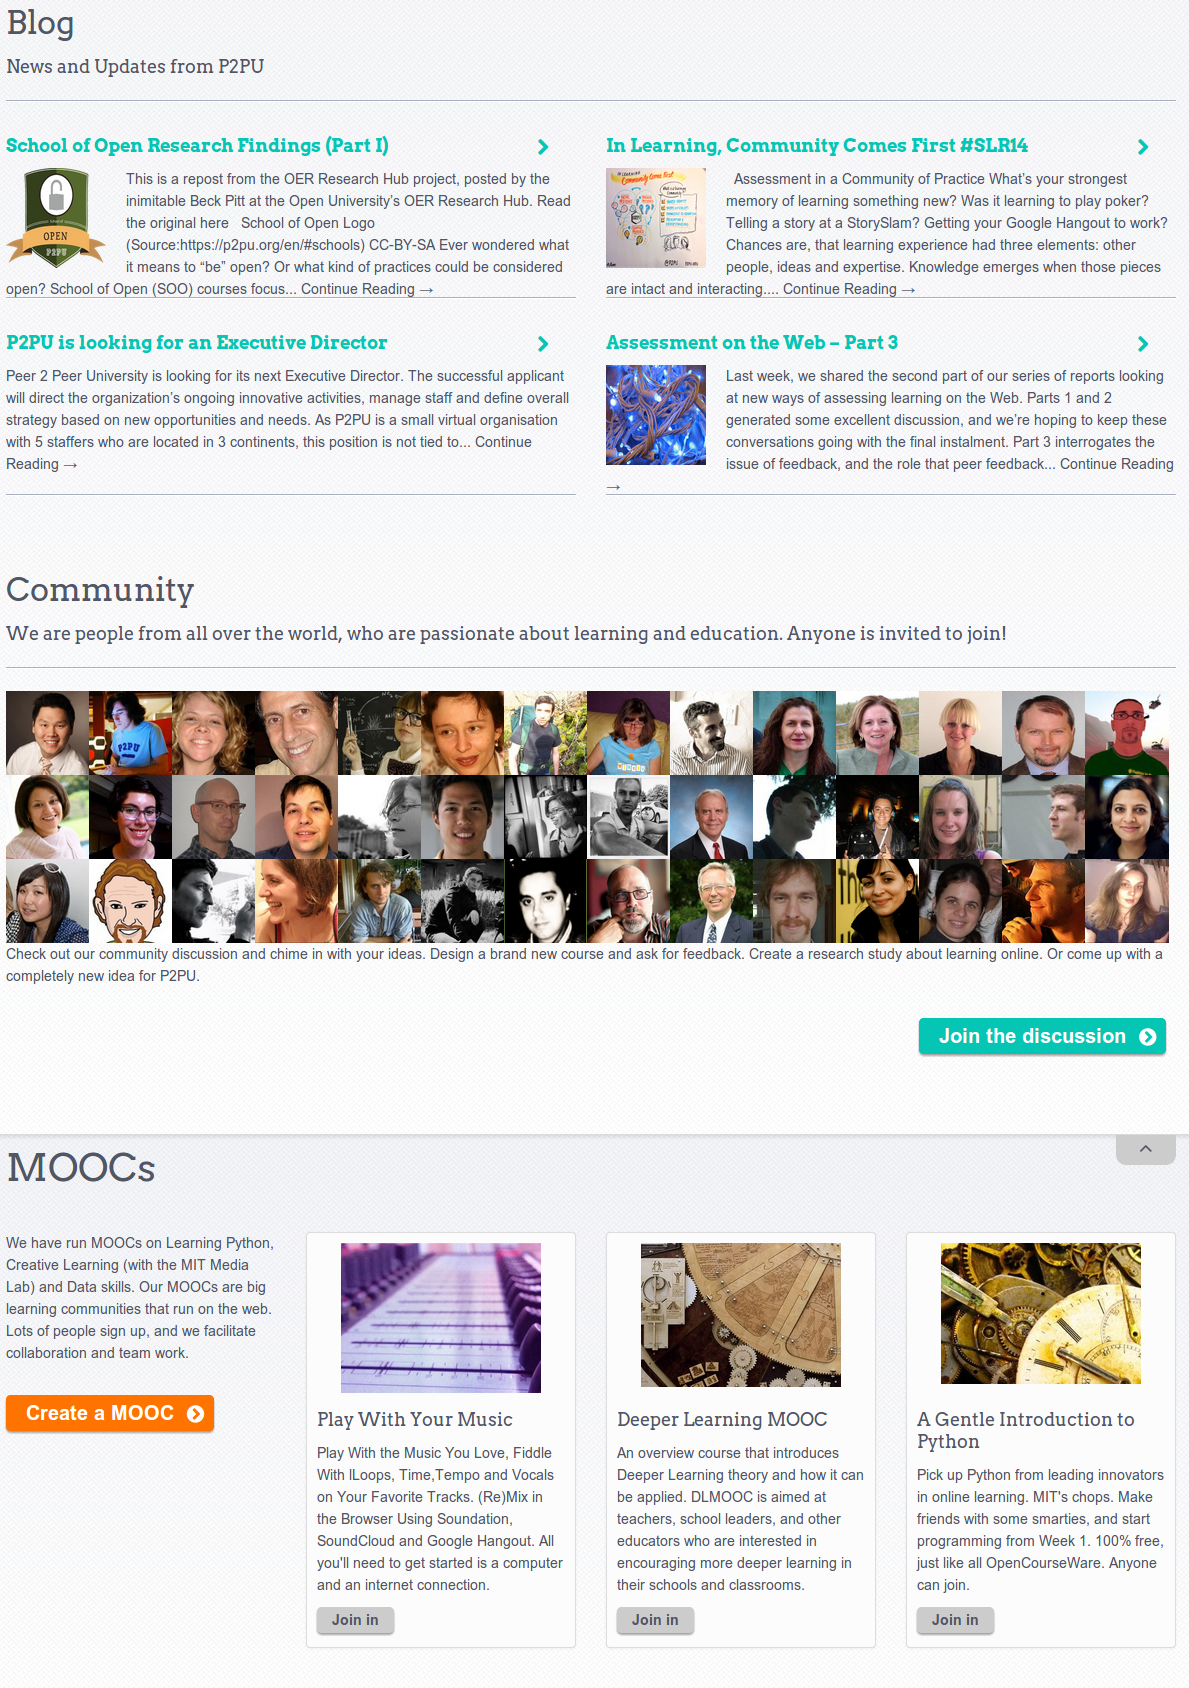 Blog
News and Updates from P2PU
School of Open Research Findings (Part I)
OPEN
P2PU
This is a repost from the OER Research Hub project, posted by the
inimitable Beck Pitt at the Open University’s OER Research Hub. Read
the original here   School of Open Logo
(Source:https://p2pu.org/en/#schools) CC-BY-SA Ever wondered what
it means to “be” open? Or what kind of practices could be considered
open? School of Open (SOO) courses focus... Continue Reading →
In Learning, Community Comes First #SLR14
Community Comes First
Assessment in a Community of Practice What’s your strongest
memory of learning something new? Was it learning to play poker?
Telling a story at a StorySlam? Getting your Google Hangout to work?
Chances are, that learning experience had three elements: other
people, ideas and expertise. Knowledge emerges when those pieces
are intact and interacting.... Continue Reading →
P2PU is looking for an Executive Director
Peer 2 Peer University is looking for its next Executive Director. The successful applicant
will direct the organization’s ongoing innovative activities, manage staff and define overall
strategy based on new opportunities and needs. As P2PU is a small virtual organisation
with 5 staffers who are located in 3 continents, this position is not tied to... Continue
Reading →
Assessment on the Web – Part 3
Last week, we shared the second part of our series of reports looking
at new ways of assessing learning on the Web. Parts 1 and 2
generated some excellent discussion, and we’re hoping to keep these
conversations going with the final instalment. Part 3 interrogates the
issue of feedback, and the role that peer feedback... Continue Reading
→
Community
We are people from all over the world, who are passionate about learning and education. Anyone is invited to join!
P2PU
Check out our community discussion and chime in with your ideas. Design a brand new course and ask for feedback. Create a research study about learning online. Or come up with a
completely new idea for P2PU.
Join the discussion
MOOCs
We have run MOOCs on Learning Python,
Creative Learning (with the MIT Media
Lab) and Data skills. Our MOOCs are big
learning communities that run on the web.
Lots of people sign up, and we facilitate
collaboration and team work.
Create a MOOC
Play With Your Music
Play With the Music You Love, Fiddle
With lLoops, Time,Tempo and Vocals
on Your Favorite Tracks. (Re)Mix in
the Browser Using Soundation,
SoundCloud and Google Hangout. All
you'll need to get started is a computer
and an internet connection.
Join in
Deeper Learning MOOC
An overview course that introduces
Deeper Learning theory and how it can
be applied. DLMOOC is aimed at
teachers, school leaders, and other
educators who are interested in
encouraging more deeper learning in
their schools and classrooms.
Join in
A Gentle Introduction to
Python
Pick up Python from leading innovators
in online learning. MIT's chops. Make
friends with some smarties, and start
programming from Week 1. 100% free,
just like all OpenCourseWare. Anyone
can join.
Join in